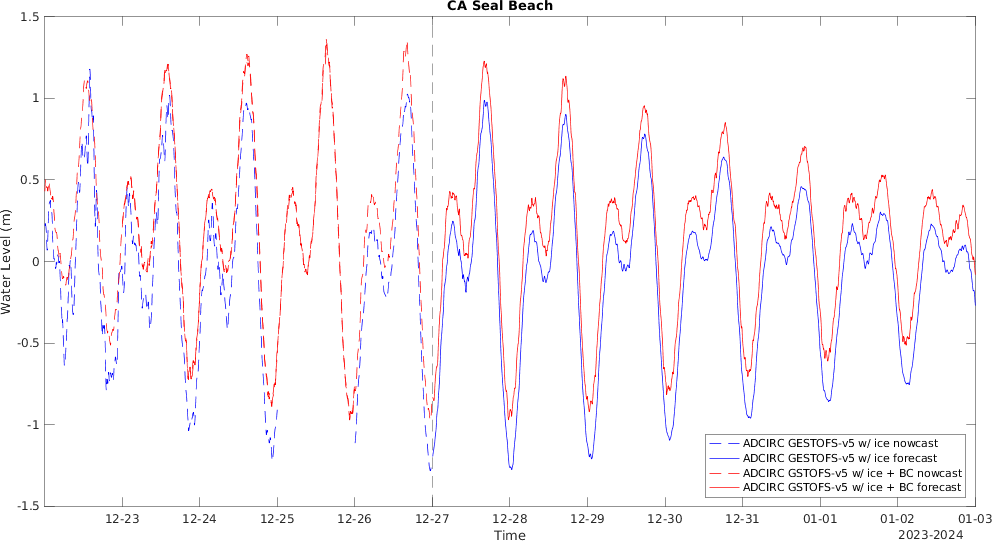 CA Seal Beach
1.5
1
0.5
0
-0.5
-1
-1.5
Water Level (m)
12-23 12-24 12-25 12-26 12-27 12-28 12-29 12-30 12-31 01-01 01-02 01-03
Time
2023-2024
ADCIRC GESTOFS-v5 w/ ice nowcast
ADCIRC GESTOFS-v5 w/ ice forecast
ADCIRC GSTOFS-v5 w/ ice + BC nowcast
ADCIRC GSTOFS-v5 w/ ice + BC forecast